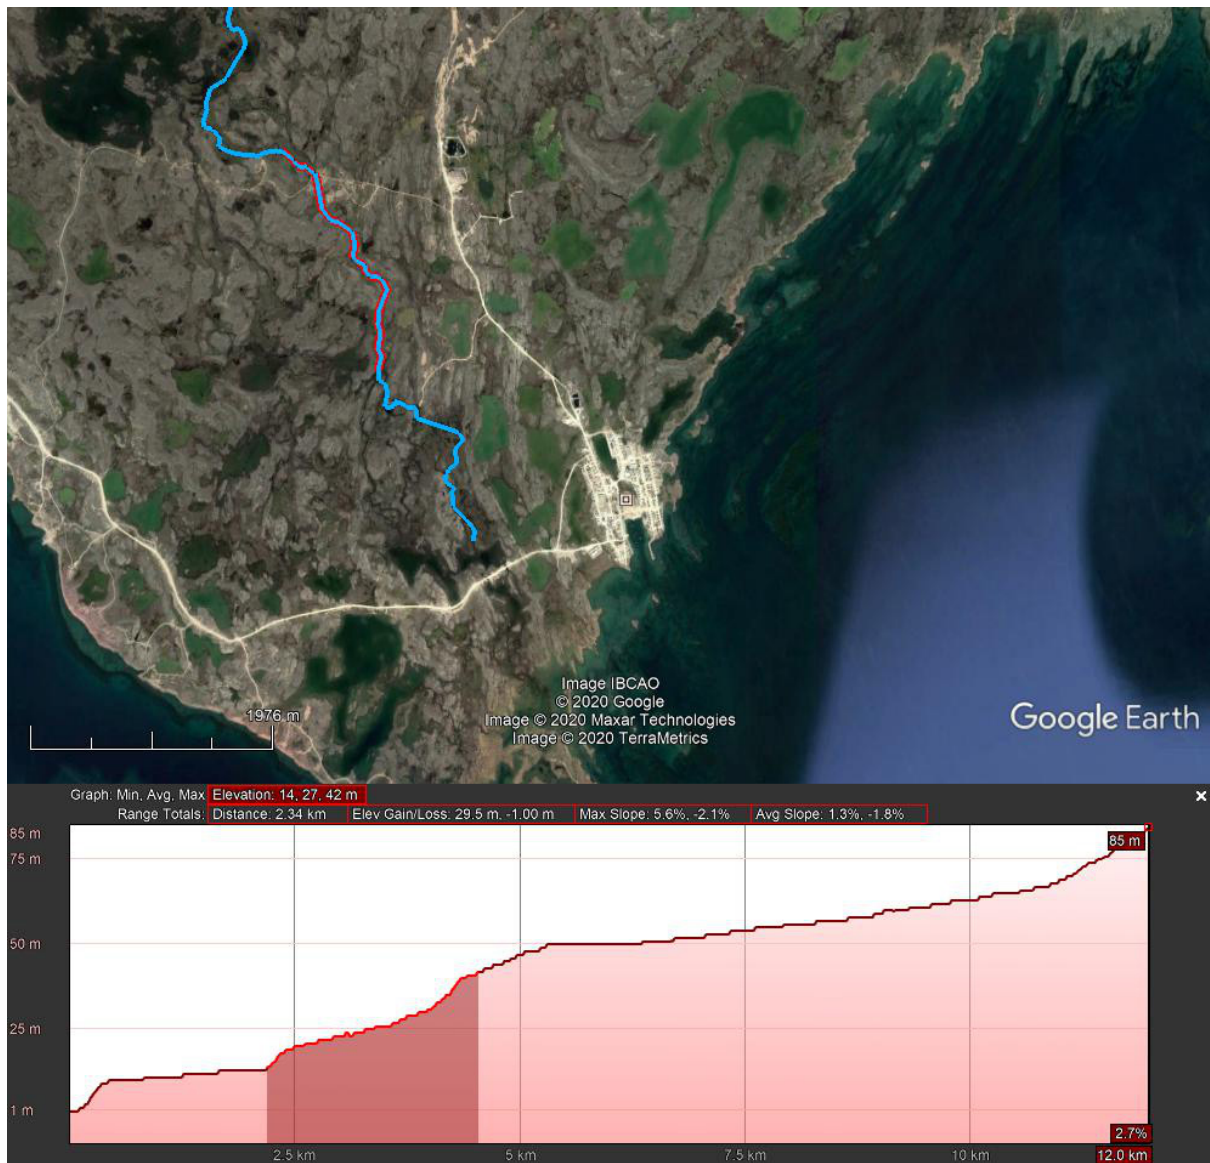 1976 m
Image IBCAO
© 2020 Google
Image © 2020 Maxar Technologies
Image © 2020 TerraMetrics
Google Earth
Graph: Min, Avg, Max Elevation: 14, 27, 42 m
Range Totals: Distance: 2.34 km Elev Gain/Loss: 29.5 m, -1.00 m Max Slope: 5.6%, -2.1% Avg Slope: 1.3%, -1.8%
85 m
85 m
75 m
50 m
25 m
1 m
2.7%
2.5 km 5 km 7.5 km 10 km 12.0 km